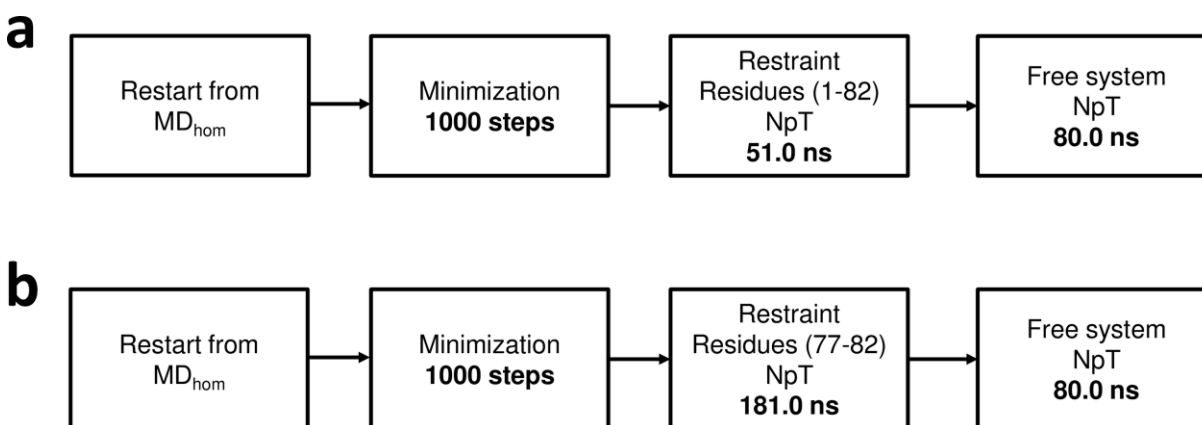 a
Restart from
MDhom
Minimization
1000 steps
Restraint
Residues (1-82)
NpT
51.0 ns
Free system
NpT
80.0 ns
b
Restart from
MDhom
Minimization
1000 steps
Restraint
Residues (77-82)
NpT
181.0 ns
Free system
NpT
80.0 ns